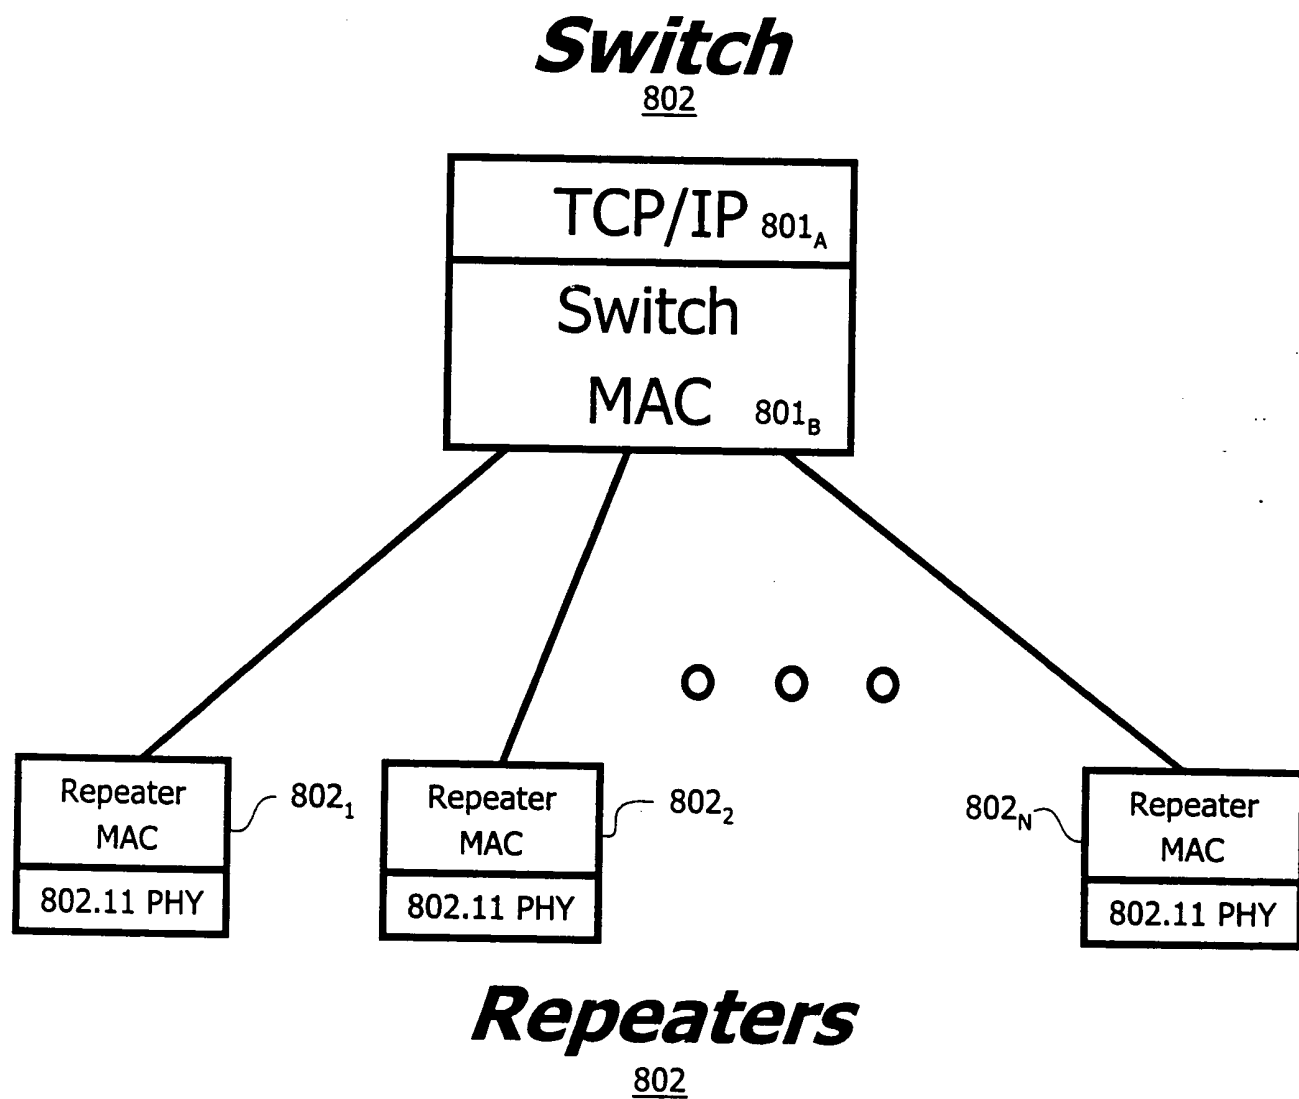 Switch
802
TCP/IP 801A
Switch
MAC 801B
Repeater
MAC
802.11 PHY
8021
Repeater
MAC
802.11 PHY
8022
802N
Repeater
MAC
802.11 PHY
Repeaters
802